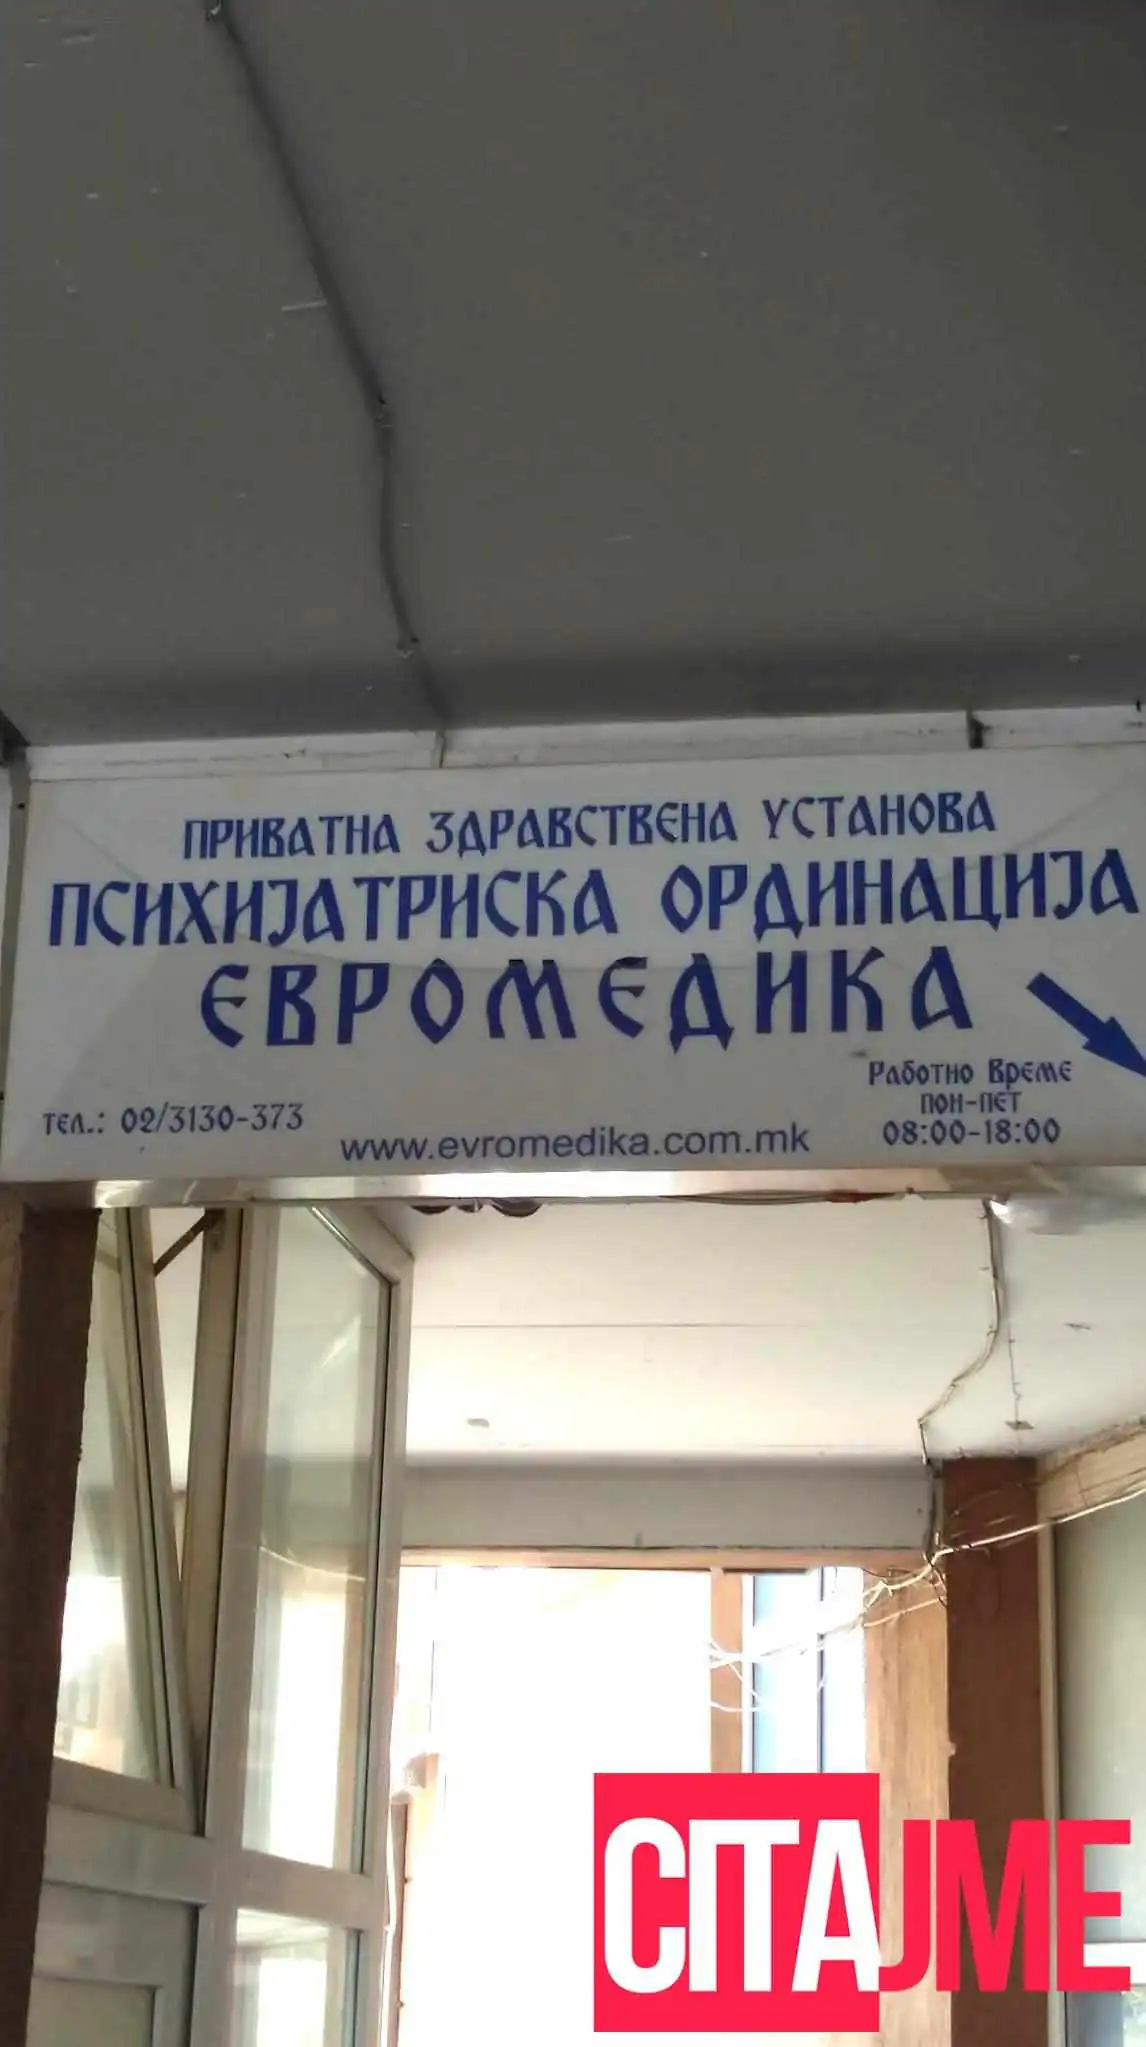 ПРИВАТНА ЗДРАВСТВЕНА УСТАНОВА
ПСИХИЈАТРИСКА ОРДИНАЦИЈА
ЕВРОМЕДИКА
Работно Време
ПОН-ПЕТ
08:00-18:00
тел.: 02/3130-373
www.evromedika.com.mk
CITAJME